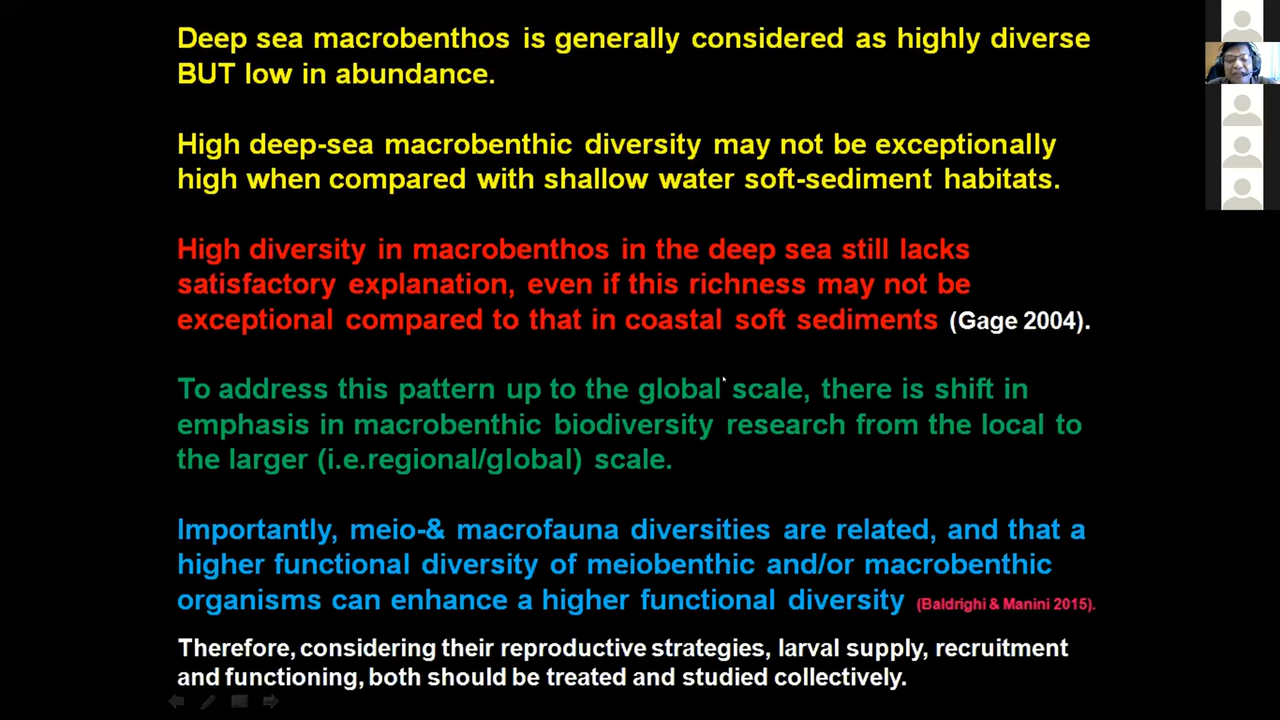 Deep sea macrobenthos is generally considered as highly diverse
BUT low in abundance.
High deep-sea macrobenthic diversity may not be exceptionally
high when compared with shallow water soft-sediment habitats.
High diversity in macrobenthos in the deep sea still lacks
satisfactory explanation, even if this richness may not be
exceptional compared to that in coastal soft sediments (Gage 2004).
To address this pattern up to the global scale, there is shift in
emphasis in macrobenthic biodiversity research from the local to
the larger (i.e.regional/global) scale.
Importantly, meio-& macrofauna diversities are related, and that a
higher functional diversity of meiobenthic and/or macrobenthic
organisms can enhance a higher functional diversity (Baldrighi & Manini 2015).
Therefore, considering their reproductive strategies, larval supply, recruitment
and functioning, both should be treated and studied collectively.